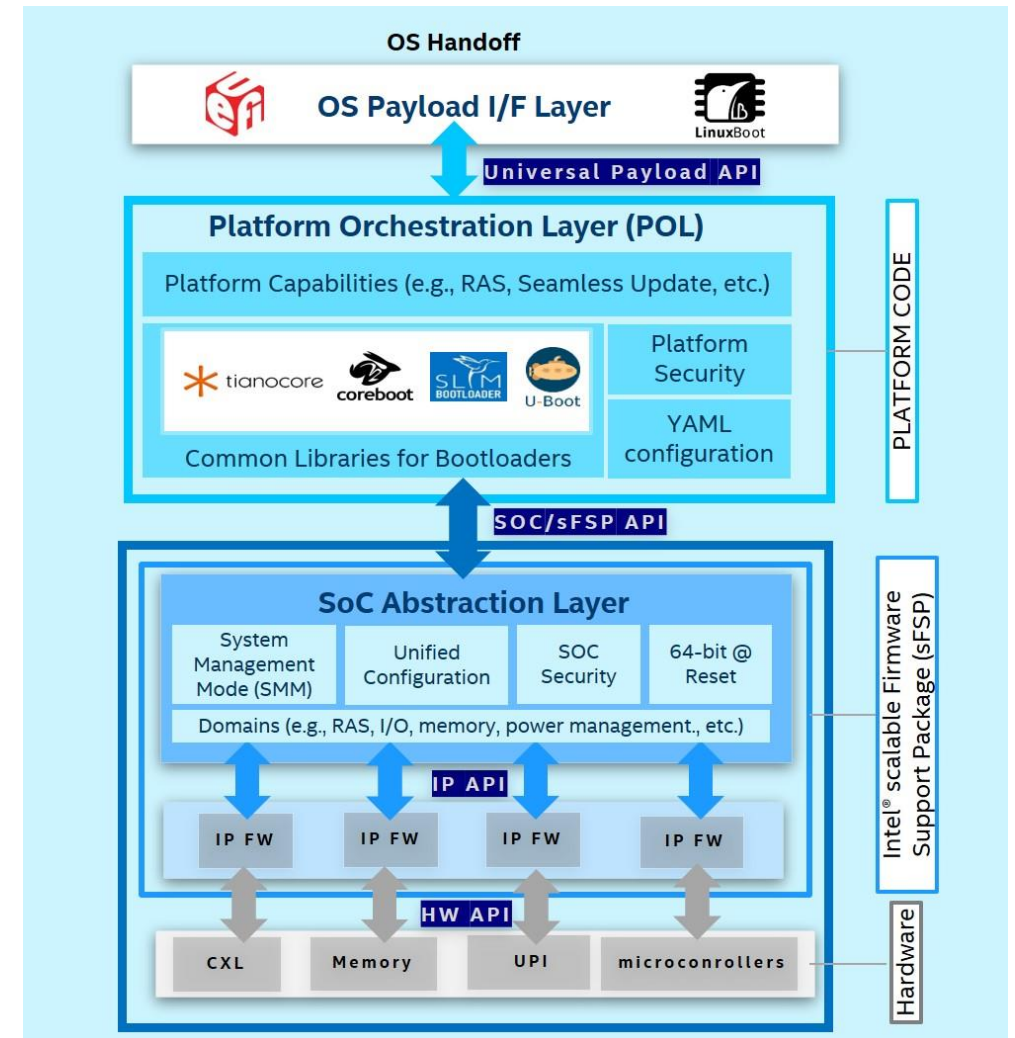 OS Handoff
uefi
OS Payload I/F Layer
LinuxBoot
Universal Payload API
Platform Orchestration Layer (POL)
Platform Capabilities (e.g., RAS, Seamless Update, etc.)
tianocore
coreboot
SLIM
BOOTLOADER
U-Boot
Common Libraries for Bootloaders
Platform
Security
YAML
configuration
PLATFORM CODE
SOC/sFSP API
SoC Abstraction Layer
System
Management
Mode (SMM)
Unified
Configuration
SOC
Security
64-bit @
Reset
Domains (e.g., RAS, I/O, memory, power management., etc.)
IP API
IP FW
IP FW
IP FW
IP FW
Intel® scalable Firmware
Support Package (sFSP)
HW API
CXL
Memory
UPI
microconrollers
Hardware